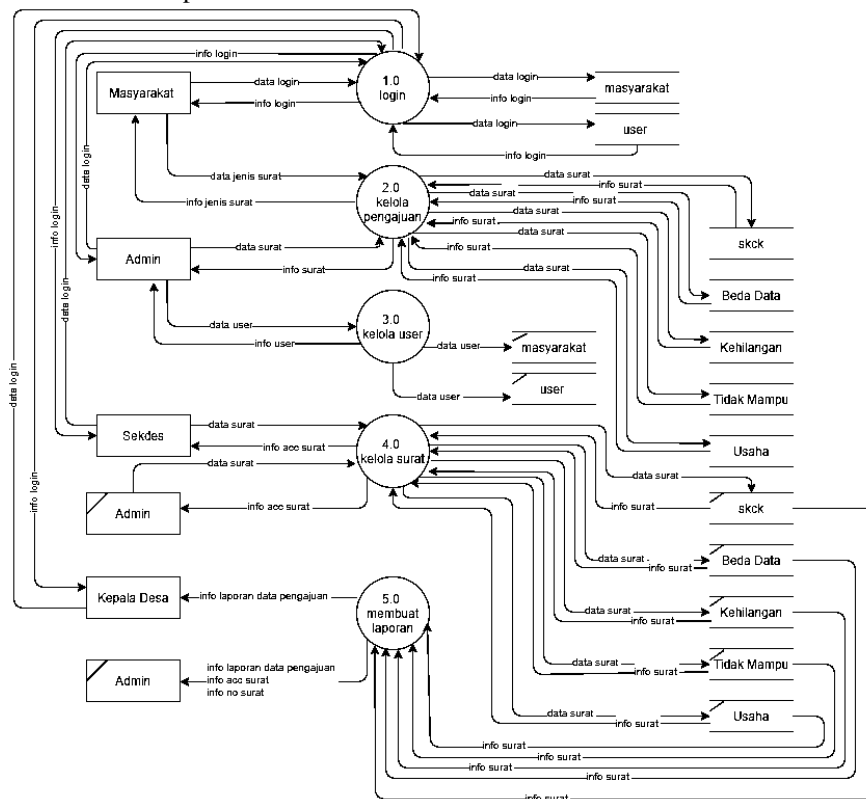 info login
1.0
login
Masyarakat
data login
info login
data login
info login
masyarakat
data login
user
info login
data login
info login
data login
data login
info login
data jenis surat
info jenis surat
2.0
kelola
pengajuan
data surat
info surat
data surat
info surat
data surat
info surat
data surat
info surat
data surat
info surat
skck
Beda Data
Kehilangan
Tidak Mampu
Usaha
Admin
data surat
info surat
data user
info user
3.0
kelola user
data user
masyarakat
data user
user
Sekdes
data surat
info acc surat
data surat
4.0
kelola surat
Admin
info acc surat
data surat
info surat
skck
data surat
info surat
Beda Data
data surat
info surat
Kehilangan
data surat
info surat
Tidak Mampu
data surat
info surat
Usaha
Kepala Desa
info laporan data pengajuan
5.0
membuat
laporan
Admin
info laporan data pengajuan
info acc surat
info no surat
info surat
info surat
info surat
info surat
info surat